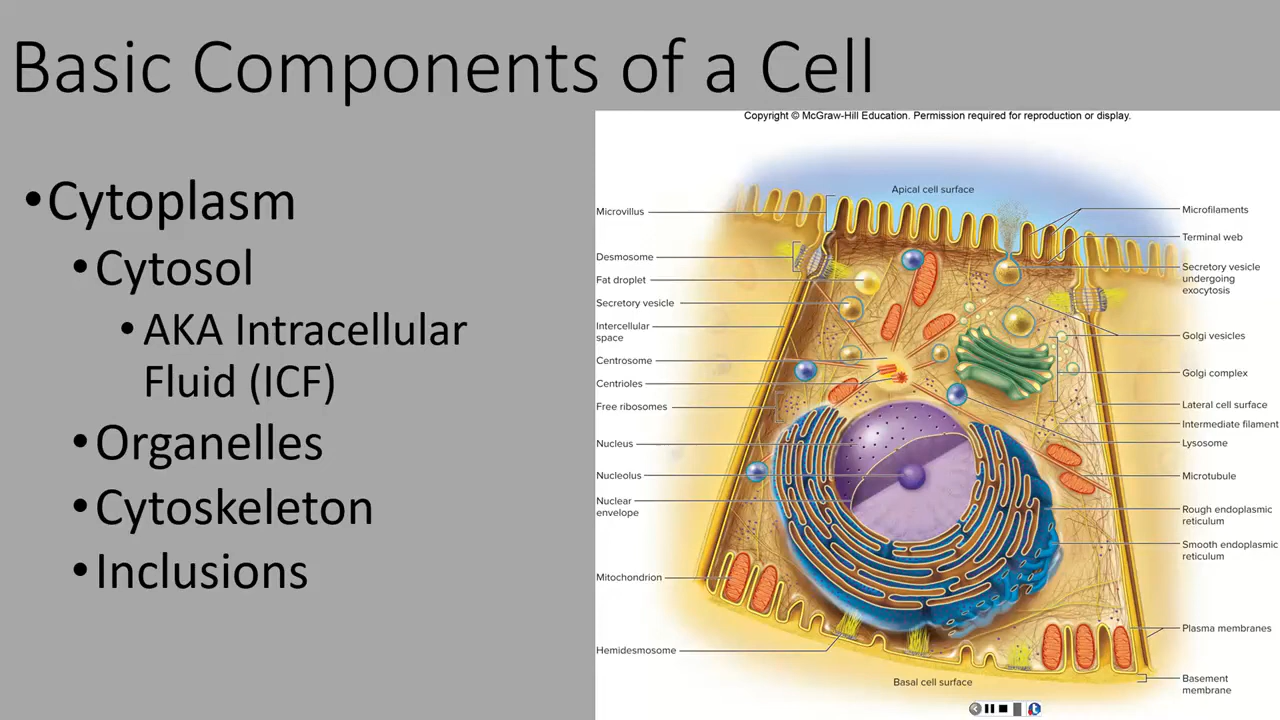 Basic Components of a Cell
•Cytoplasm
•Cytosol
•AKA Intracellular
Fluid (ICF)
•Organelles
•Cytoskeleton
•Inclusions
Copyright © McGraw-Hill Education. Permission required for reproduction or display.
Apical cell surface
Microvillus
Desmosome
Fat droplet
Secretory vesicle
Intercellular
space
Centrosome
Centrioles
Free ribosomes
Nucleus
Nucleolus
Nuclear
envelope
Mitochondrion
Hemidesmosome
Microfilaments
Terminal web
Secretory vesicle
undergoing
exocytosis
Golgi vesicles
Golgi complex
Lateral cell surface
Intermediate filament
Lysosome
Microtubule
Rough endoplasmic
reticulum
Smooth endoplasmic
reticulum
Plasma membranes
Basement
membrane
Basal cell surface